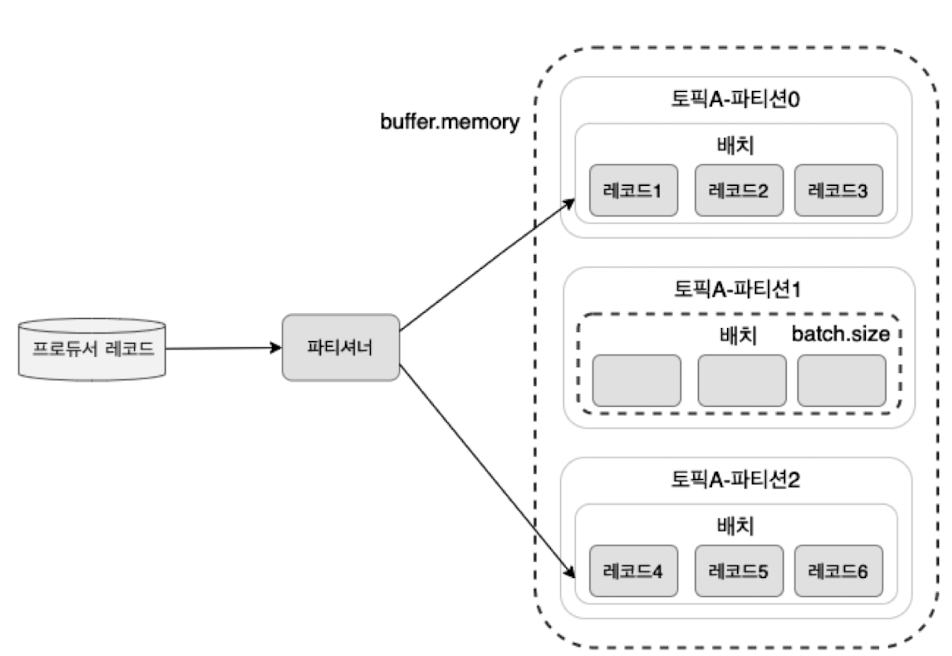 buffer.memory
토픽A-파티션0
배치
레코드1 레코드2 레코드3
프로듀서 레코드
파티셔너
토픽A-파티션1
배치 batch.size
토픽A-파티션2
배치
레코드4 레코드5 레코드6